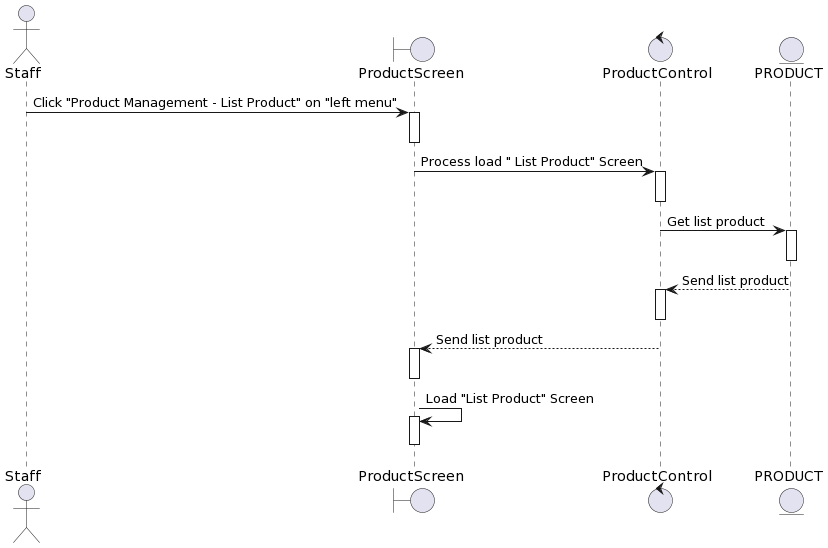 Staff
ProductScreen
ProductControl
PRODUCT
Click "Product Management - List Product" on "left menu"
Process load " List Product" Screen
Get list product
Send list product
Send list product
Load "List Product" Screen
Staff
ProductScreen
ProductControl
PRODUCT